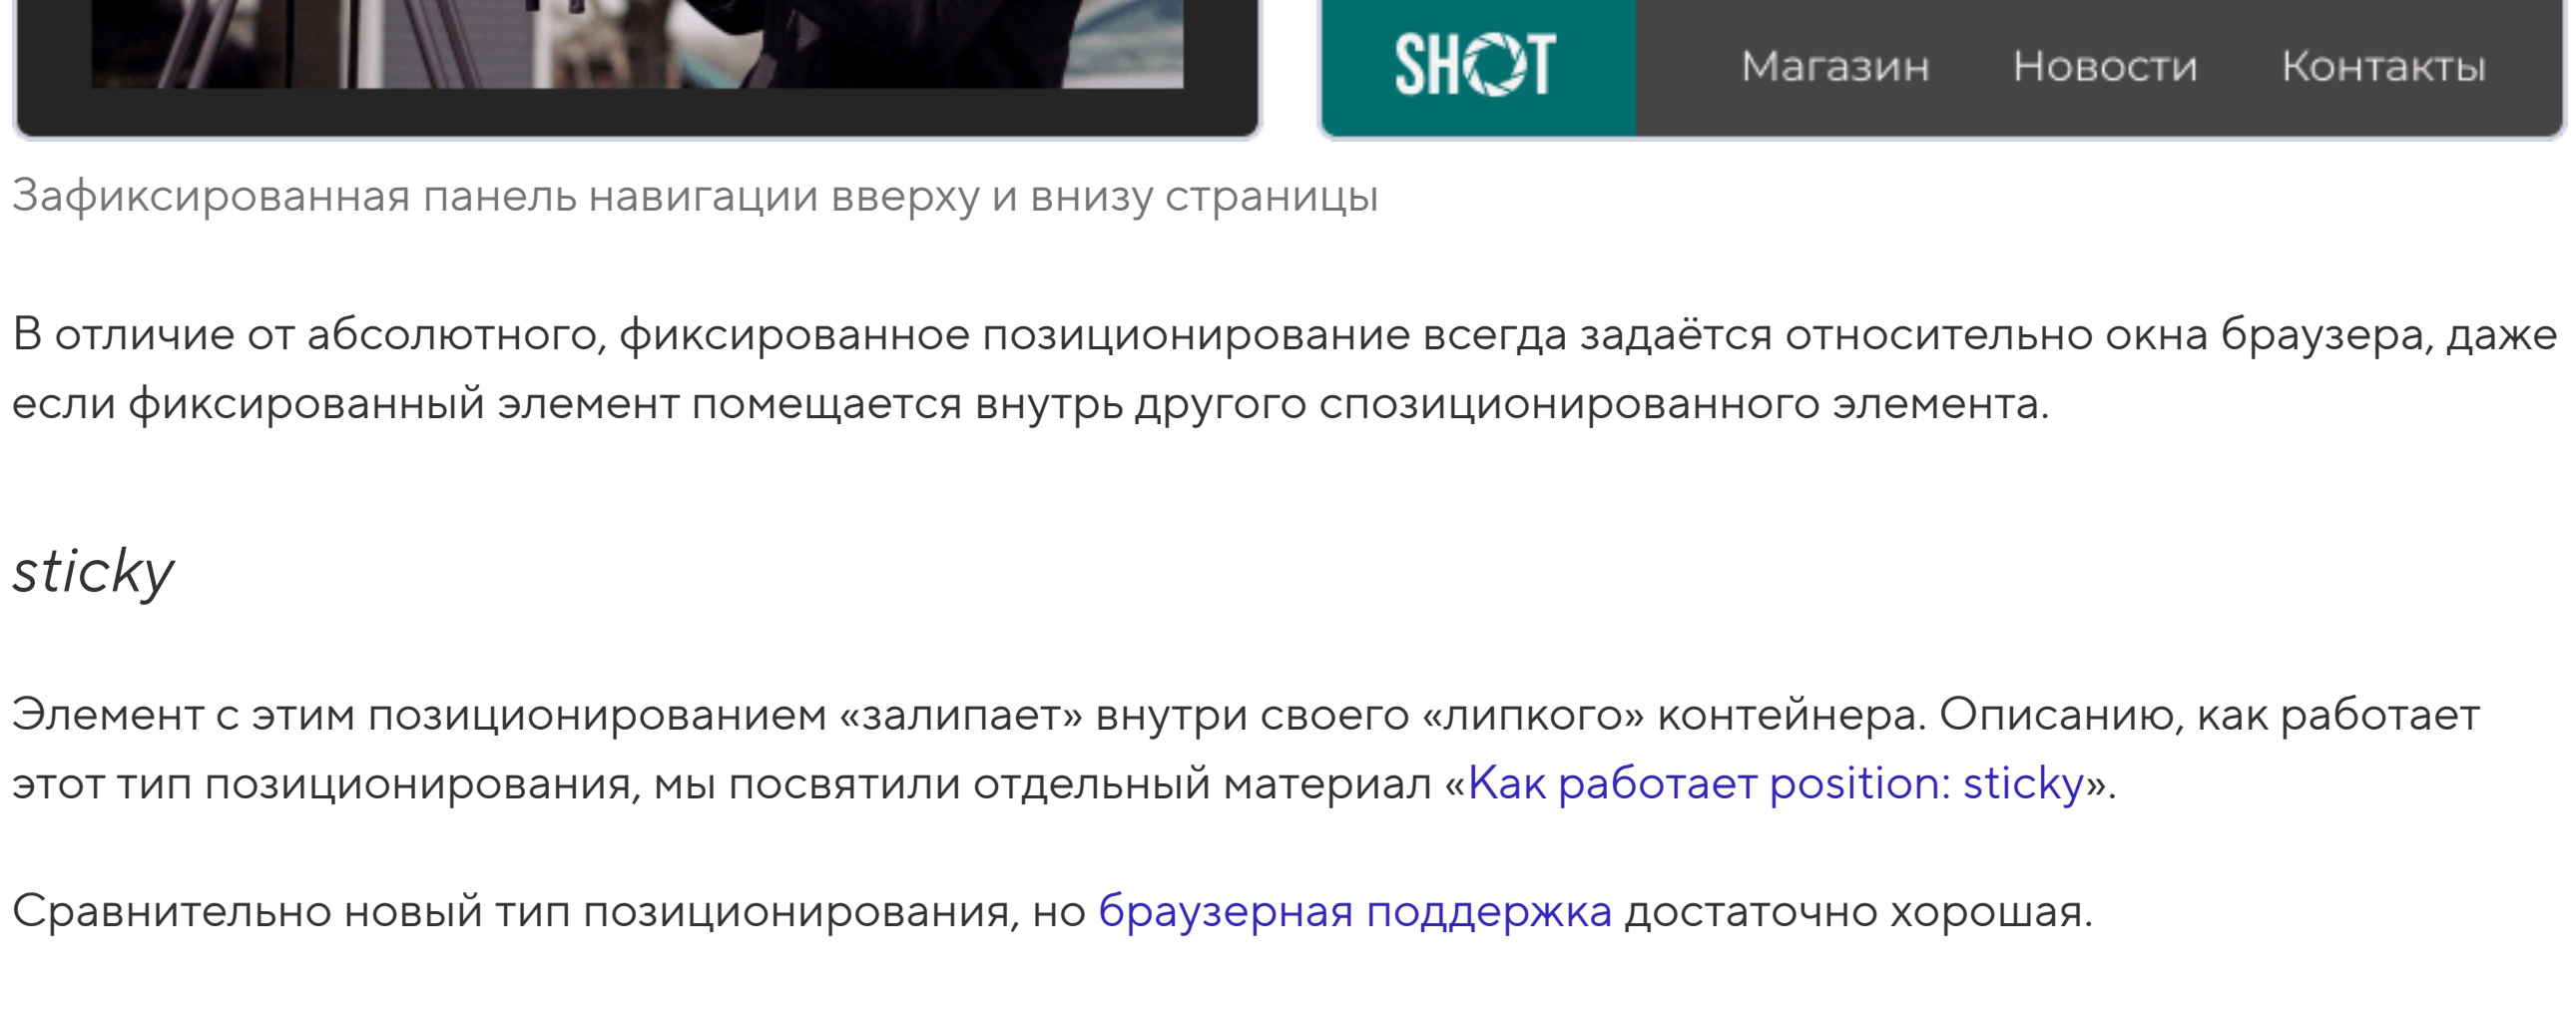 SHOT Магазин Новости Контакты
Зафиксированная панель навигации вверху и внизу страницы
В отличие от абсолютного, фиксированное позиционирование всегда задаётся относительно окна браузера, даже
если фиксированный элемент помещается внутрь другого спозиционированного элемента.
sticky
Элемент с этим позиционированием «залипает» внутри своего «липкого» контейнера. Описанию, как работает
этот тип позиционирования, мы посвятили отдельный материал «Как работает position: sticky».
Сравнительно новый тип позиционирования, но браузерная поддержка достаточно хорошая.